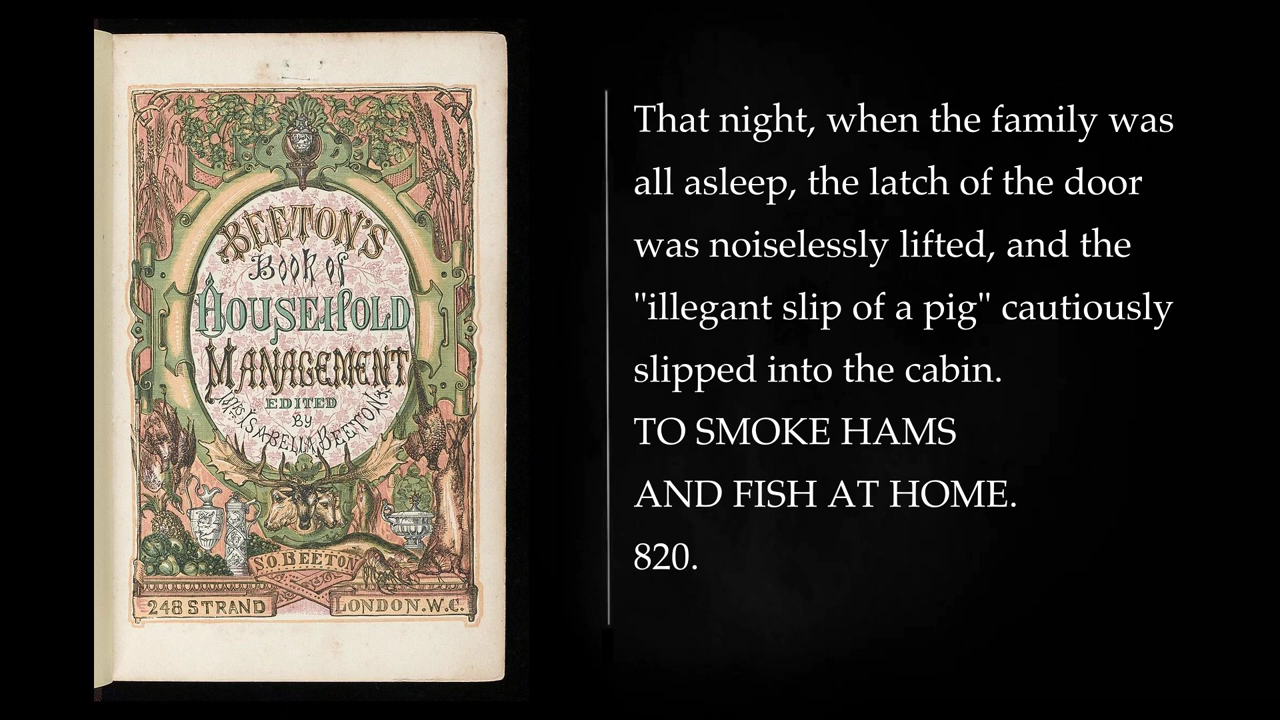 BEETON'S
Book of
HOUSEHOLD
MANAGEMENT
EDITED
BY
MRS ISABELLA BEETON
S.O. BEETON
248 STRAND
LONDON. W.C.
That night, when the family was
all asleep, the latch of the door
was noiselessly lifted, and the
"illegant slip of a pig" cautiously
slipped into the cabin.
TO SMOKE HAMS
AND FISH AT HOME.
820.